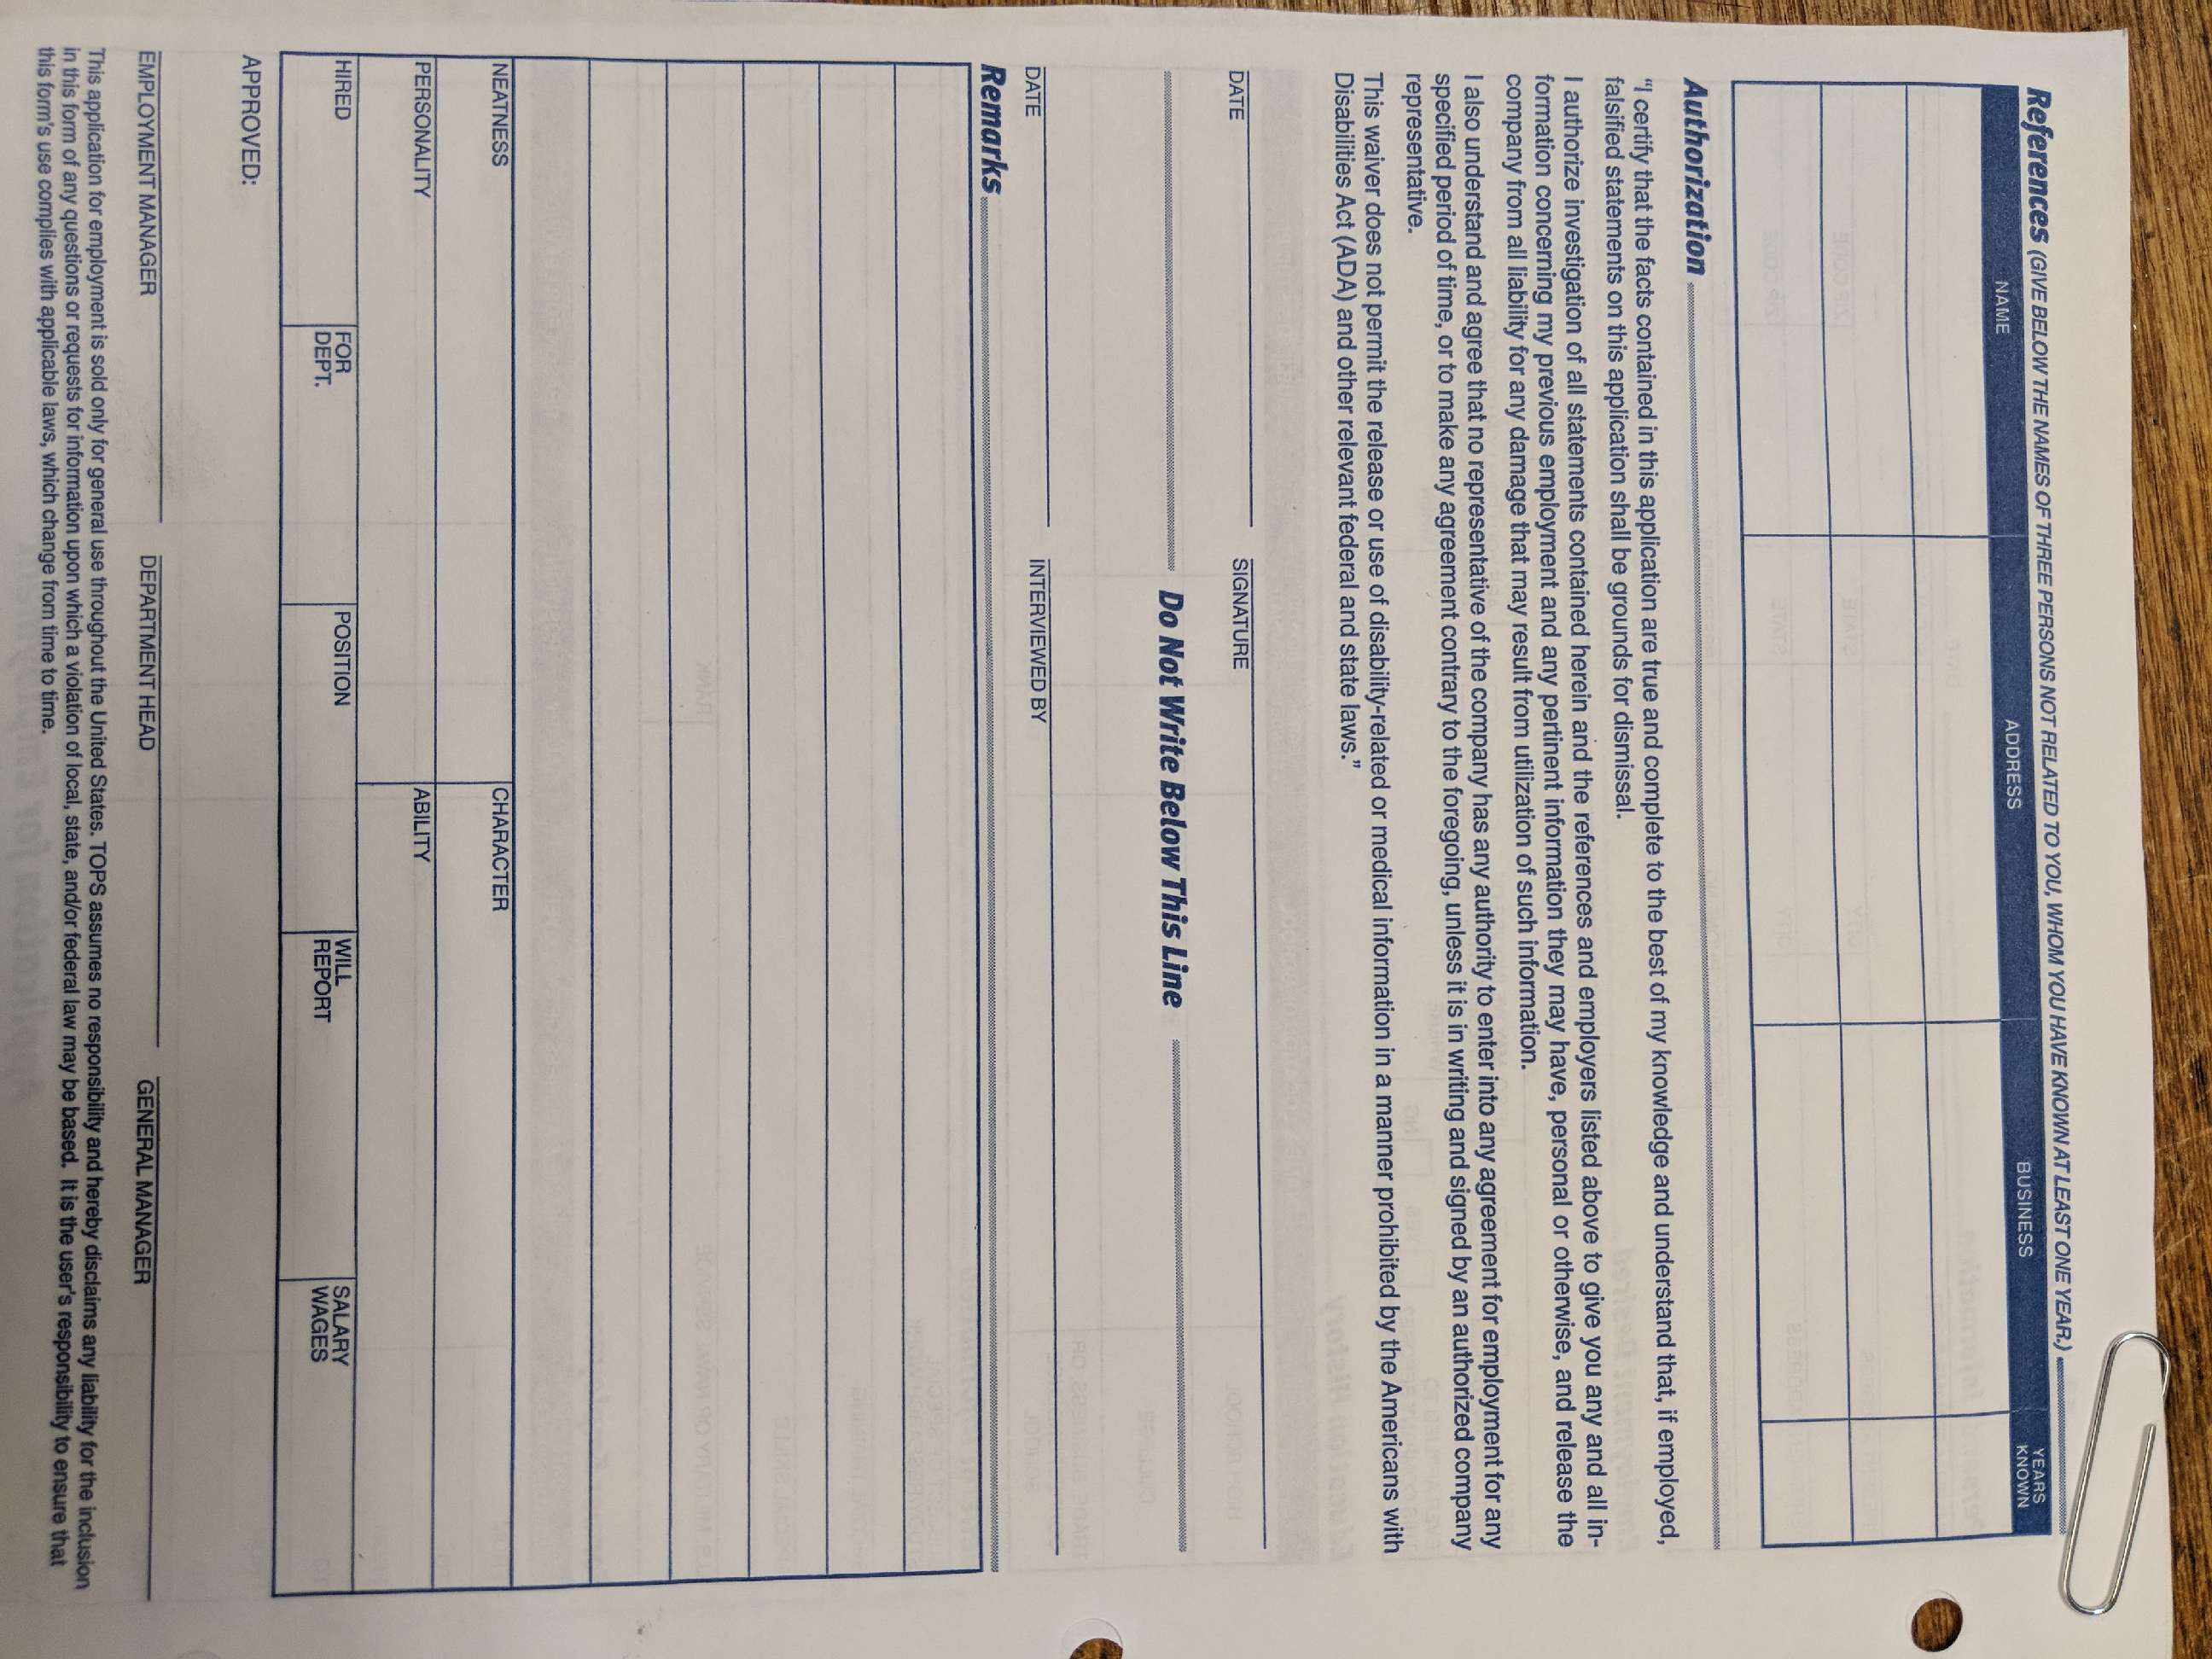 References (GIVE BELOW THE NAMES OF THREE PERSONS NOT RELATED TO YOU, WHOM YOU HAVE KNOWN AT LEAST ONE YEAR.)
NAME ADDRESS BUSINESS YEARS KNOWN
Authorization
"I certify that the facts contained in this application are true and complete to the best of my knowledge and understand that, if employed,
falsified statements on this application shall be grounds for dismissal.
I authorize investigation of all statements contained herein and the references and employers listed above to give you any and all in-
formation concerning my previous employment and any pertinent information they may have, personal or otherwise, and release the
company from all liability for any damage that may result from utilization of such information.
I also understand and agree that no representative of the company has any authority to enter into any agreement for employment for any
specified period of time, or to make any agreement contrary to the foregoing, unless it is in writing and signed by an authorized company
representative.
This waiver does not permit the release or use of disability-related or medical information in a manner prohibited by the Americans with
Disabilities Act (ADA) and other relevant federal and state laws."
DATE SIGNATURE
Do Not Write Below This Line
DATE INTERVIEWED BY
Remarks
NEATNESS CHARACTER
PERSONALITY ABILITY
HIRED FOR DEPT. POSITION WILL REPORT SALARY WAGES
APPROVED:
EMPLOYMENT MANAGER DEPARTMENT HEAD GENERAL MANAGER
This application for employment is sold only for general use throughout the United States. TOPS assumes no responsibility and hereby disclaims any liability for the inclusion
in this form of any questions or requests for information upon which a violation of local, state, and/or federal law may be based. It is the user's responsibility to ensure that
this form's use complies with applicable laws, which change from time to time.